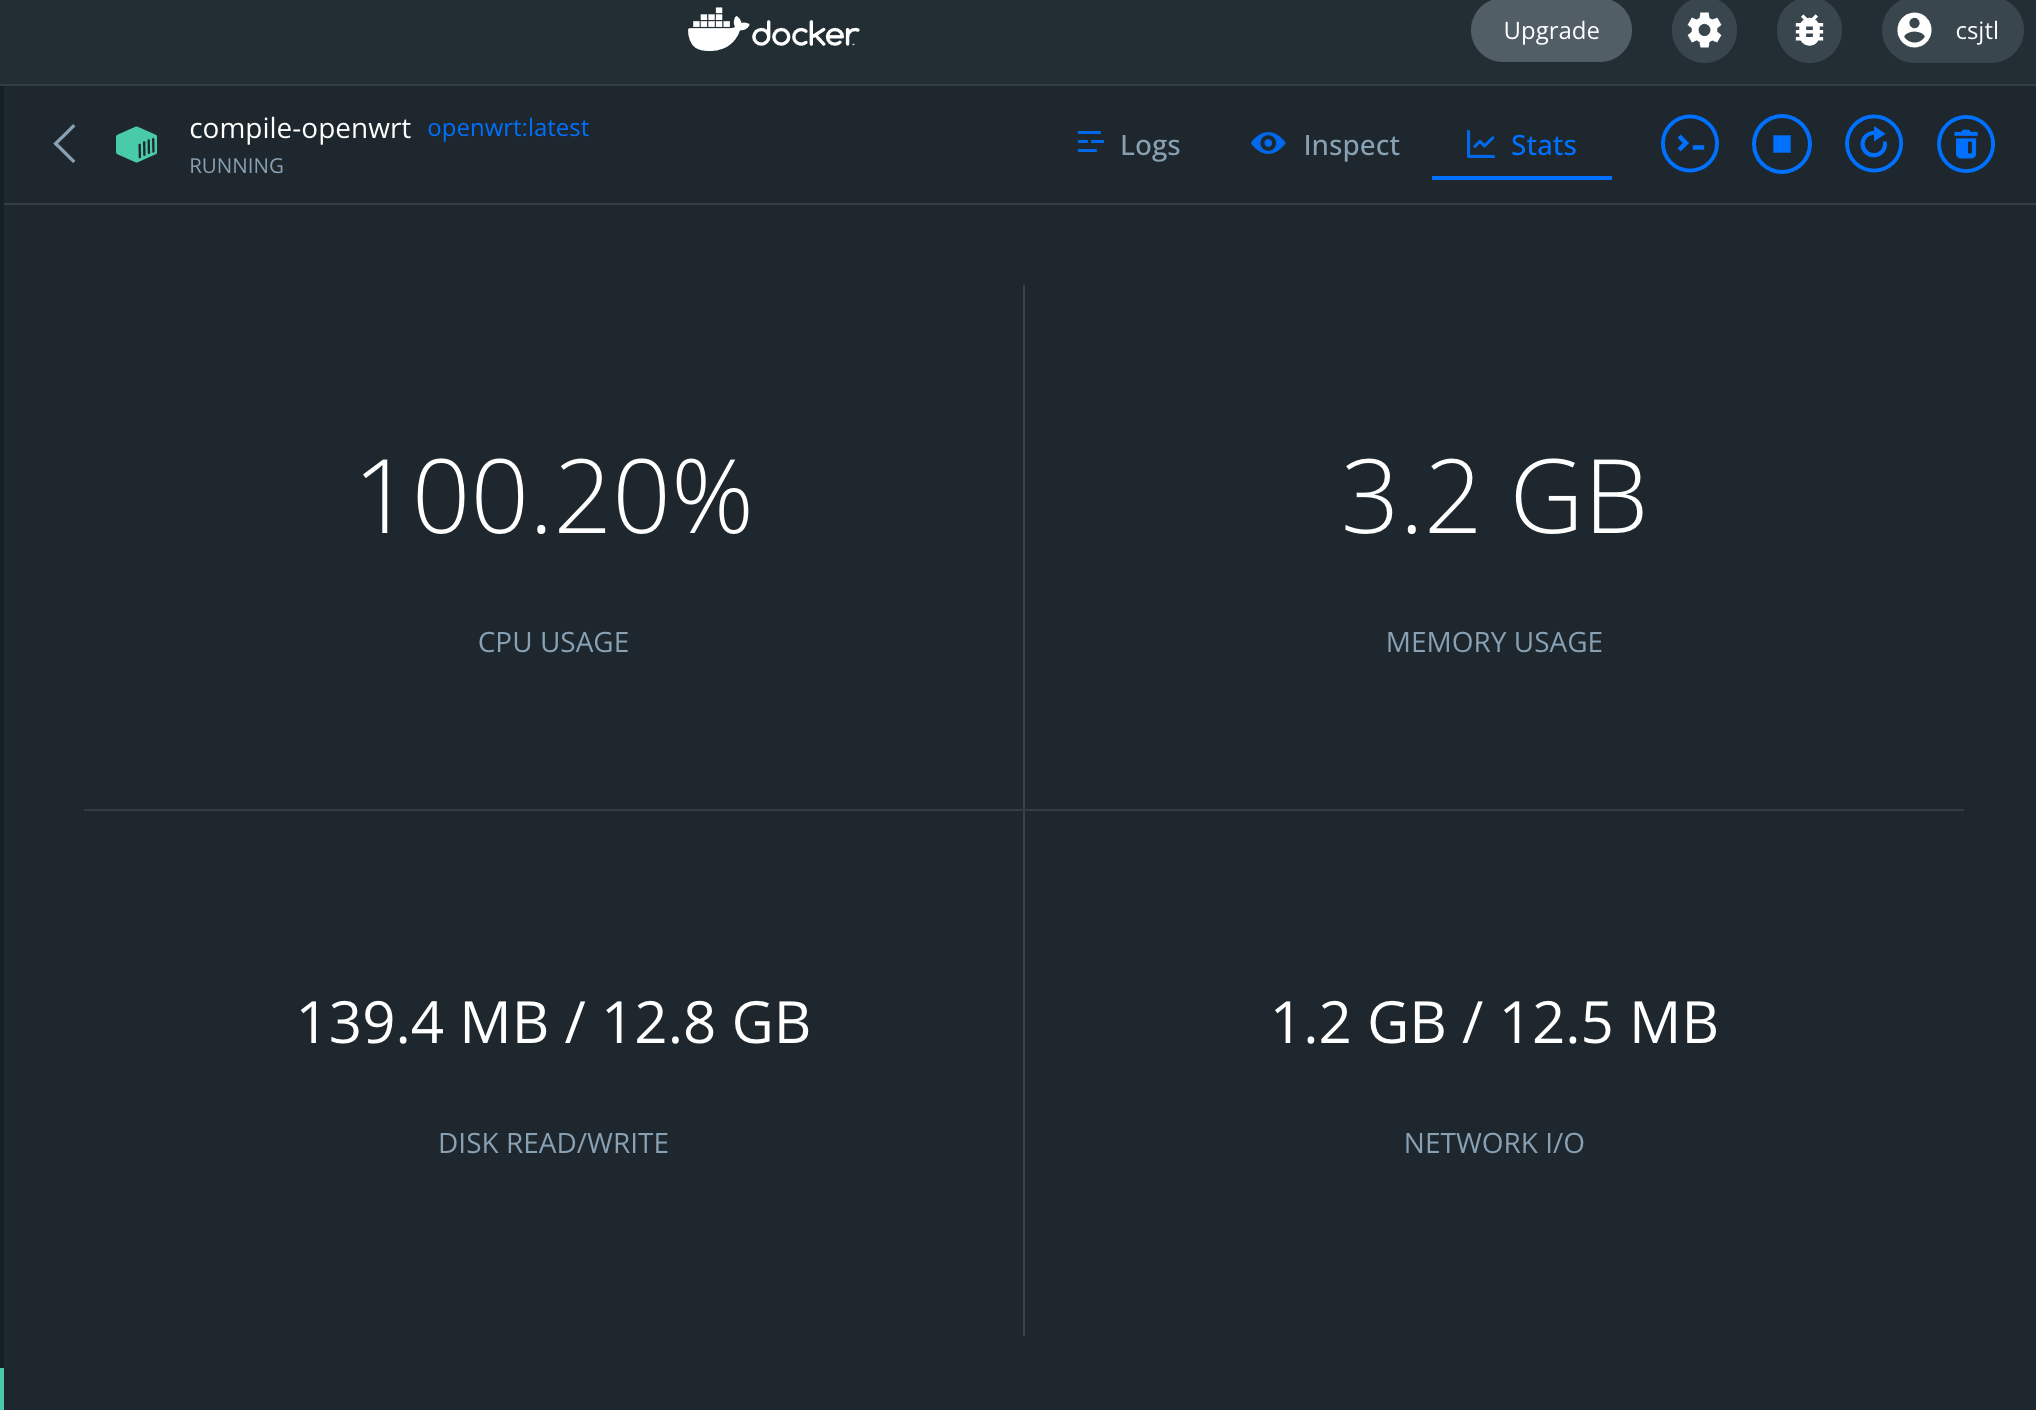 docker
Upgrade
csjtl
compile-openwrt openwrt:latest
RUNNING
Logs
Inspect
Stats
100.20%
CPU USAGE
3.2 GB
MEMORY USAGE
139.4 MB / 12.8 GB
DISK READ/WRITE
1.2 GB / 12.5 MB
NETWORK I/O